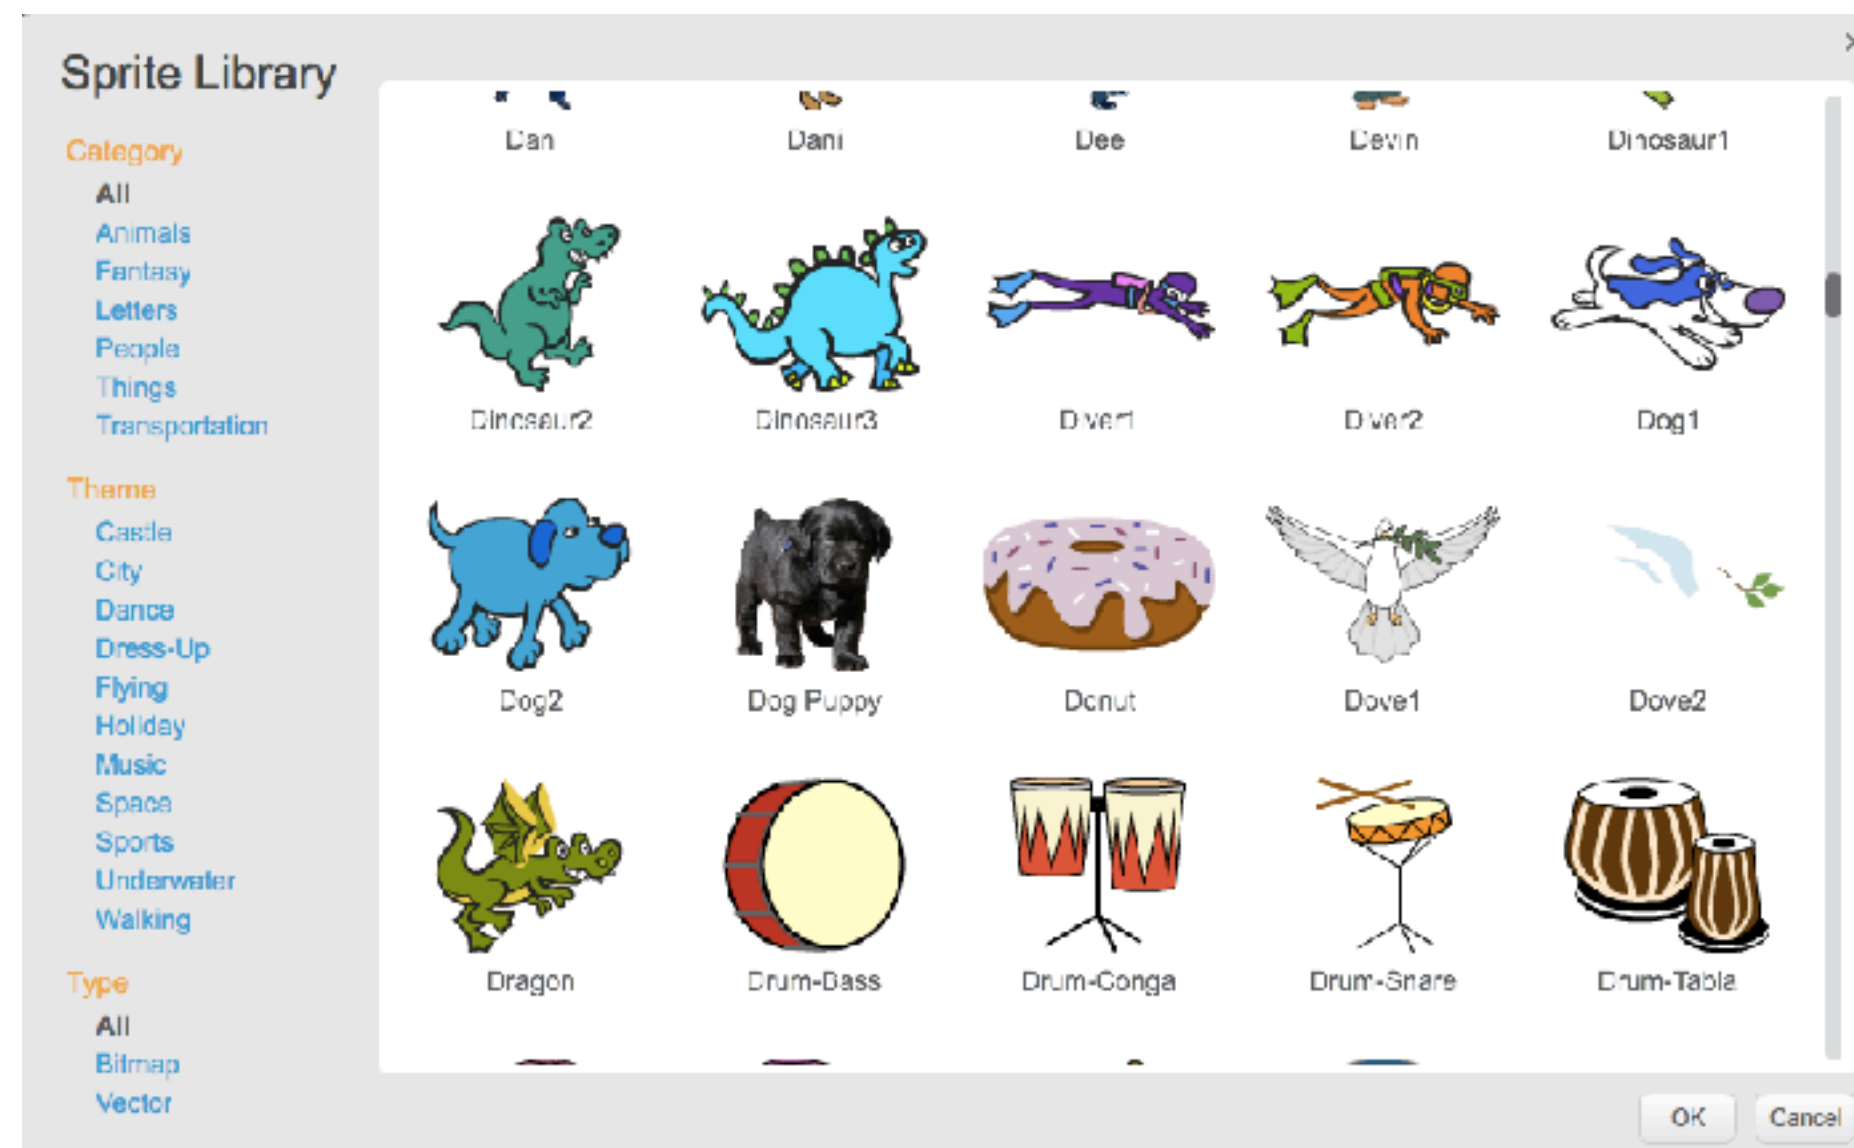 Sprite Library
Category
All
Animals
Fantasy
Letters
People
Things
Transportation
Theme
Castle
City
Dance
Dress-Up
Flying
Holiday
Music
Space
Sports
Underwater
Walking
Type
All
Bitmap
Vector
Dan Dani Dee Devin Dinosaur1
Dinosaur2 Dinosaur3 Diver1 Diver2 Dog1
Dog2 Dog Puppy Donut Dove1 Dove2
Dragon Drum-Bass Drum-Conga Drum-Snare Drum-Tabla
OK Cancel